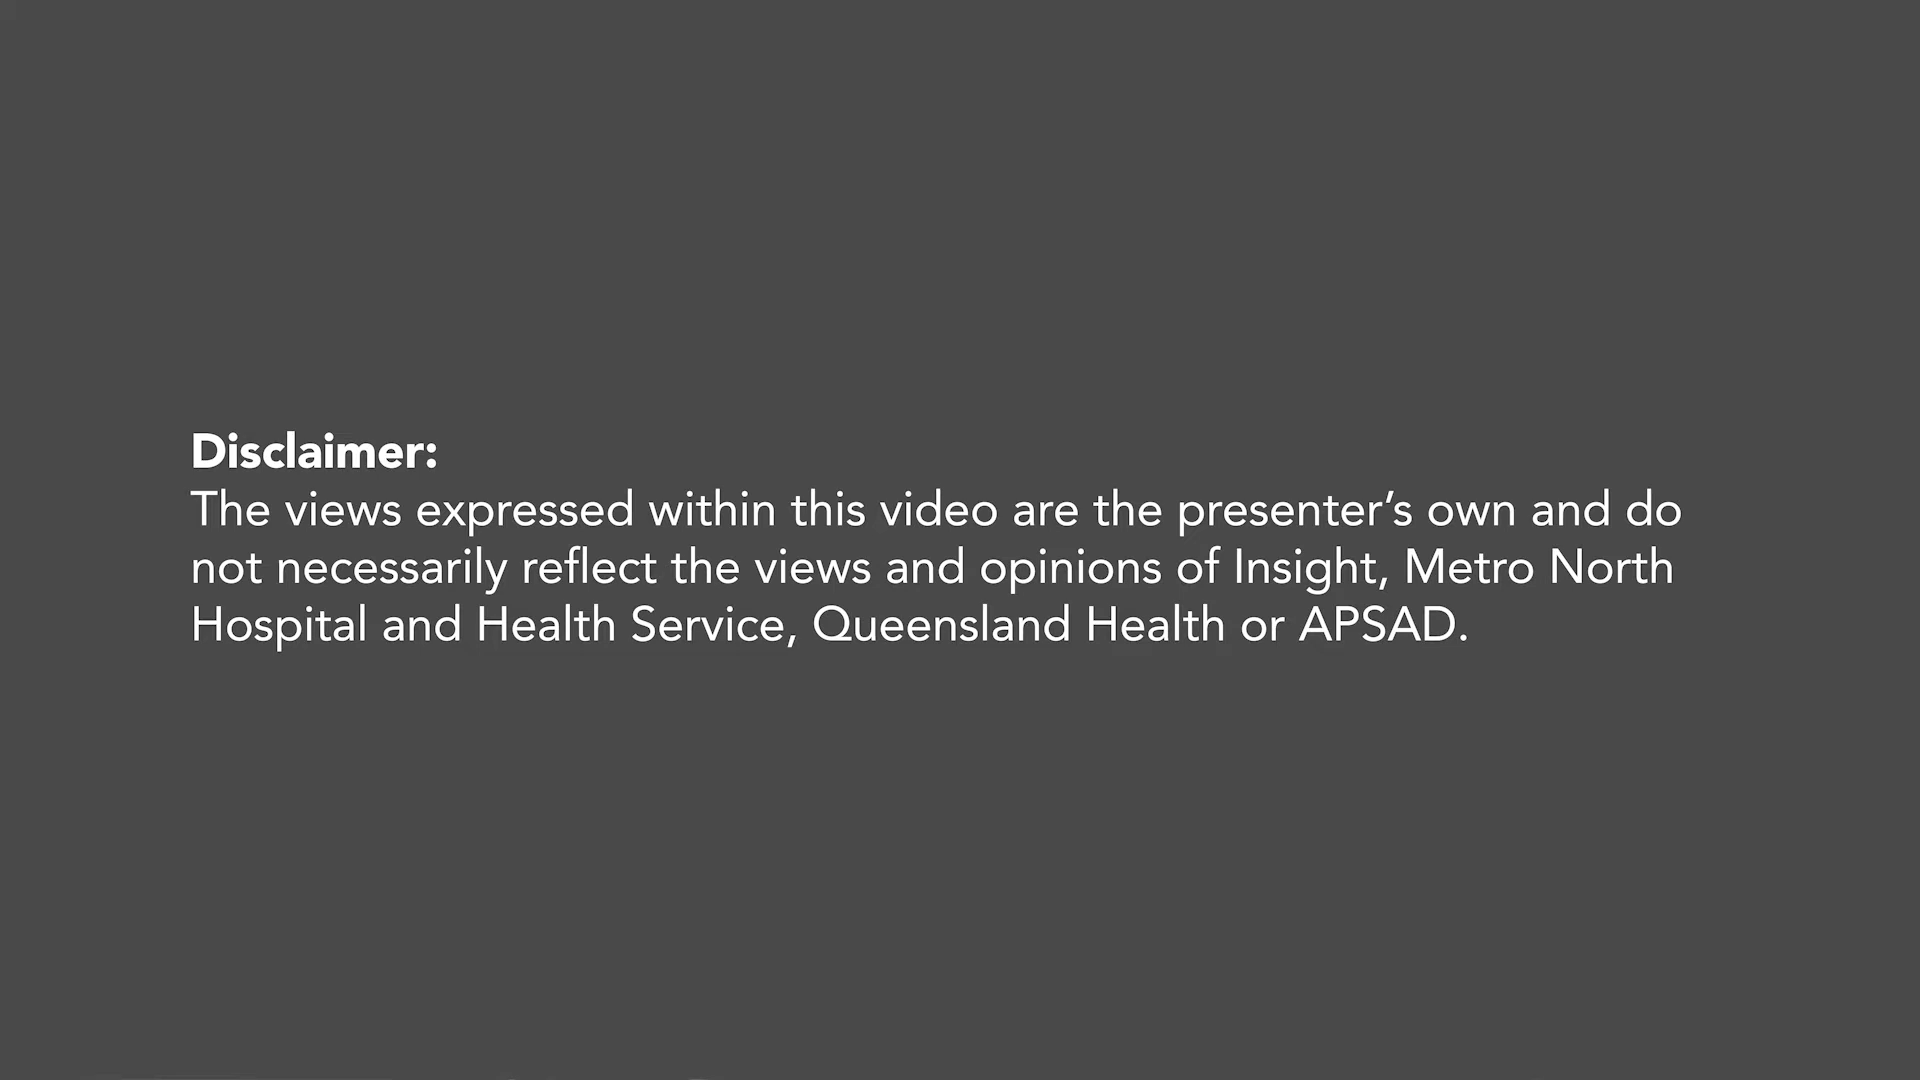 Disclaimer:
The views expressed within this video are the presenter’s own and do
not necessarily reflect the views and opinions of Insight, Metro North
Hospital and Health Service, Queensland Health or APSAD.